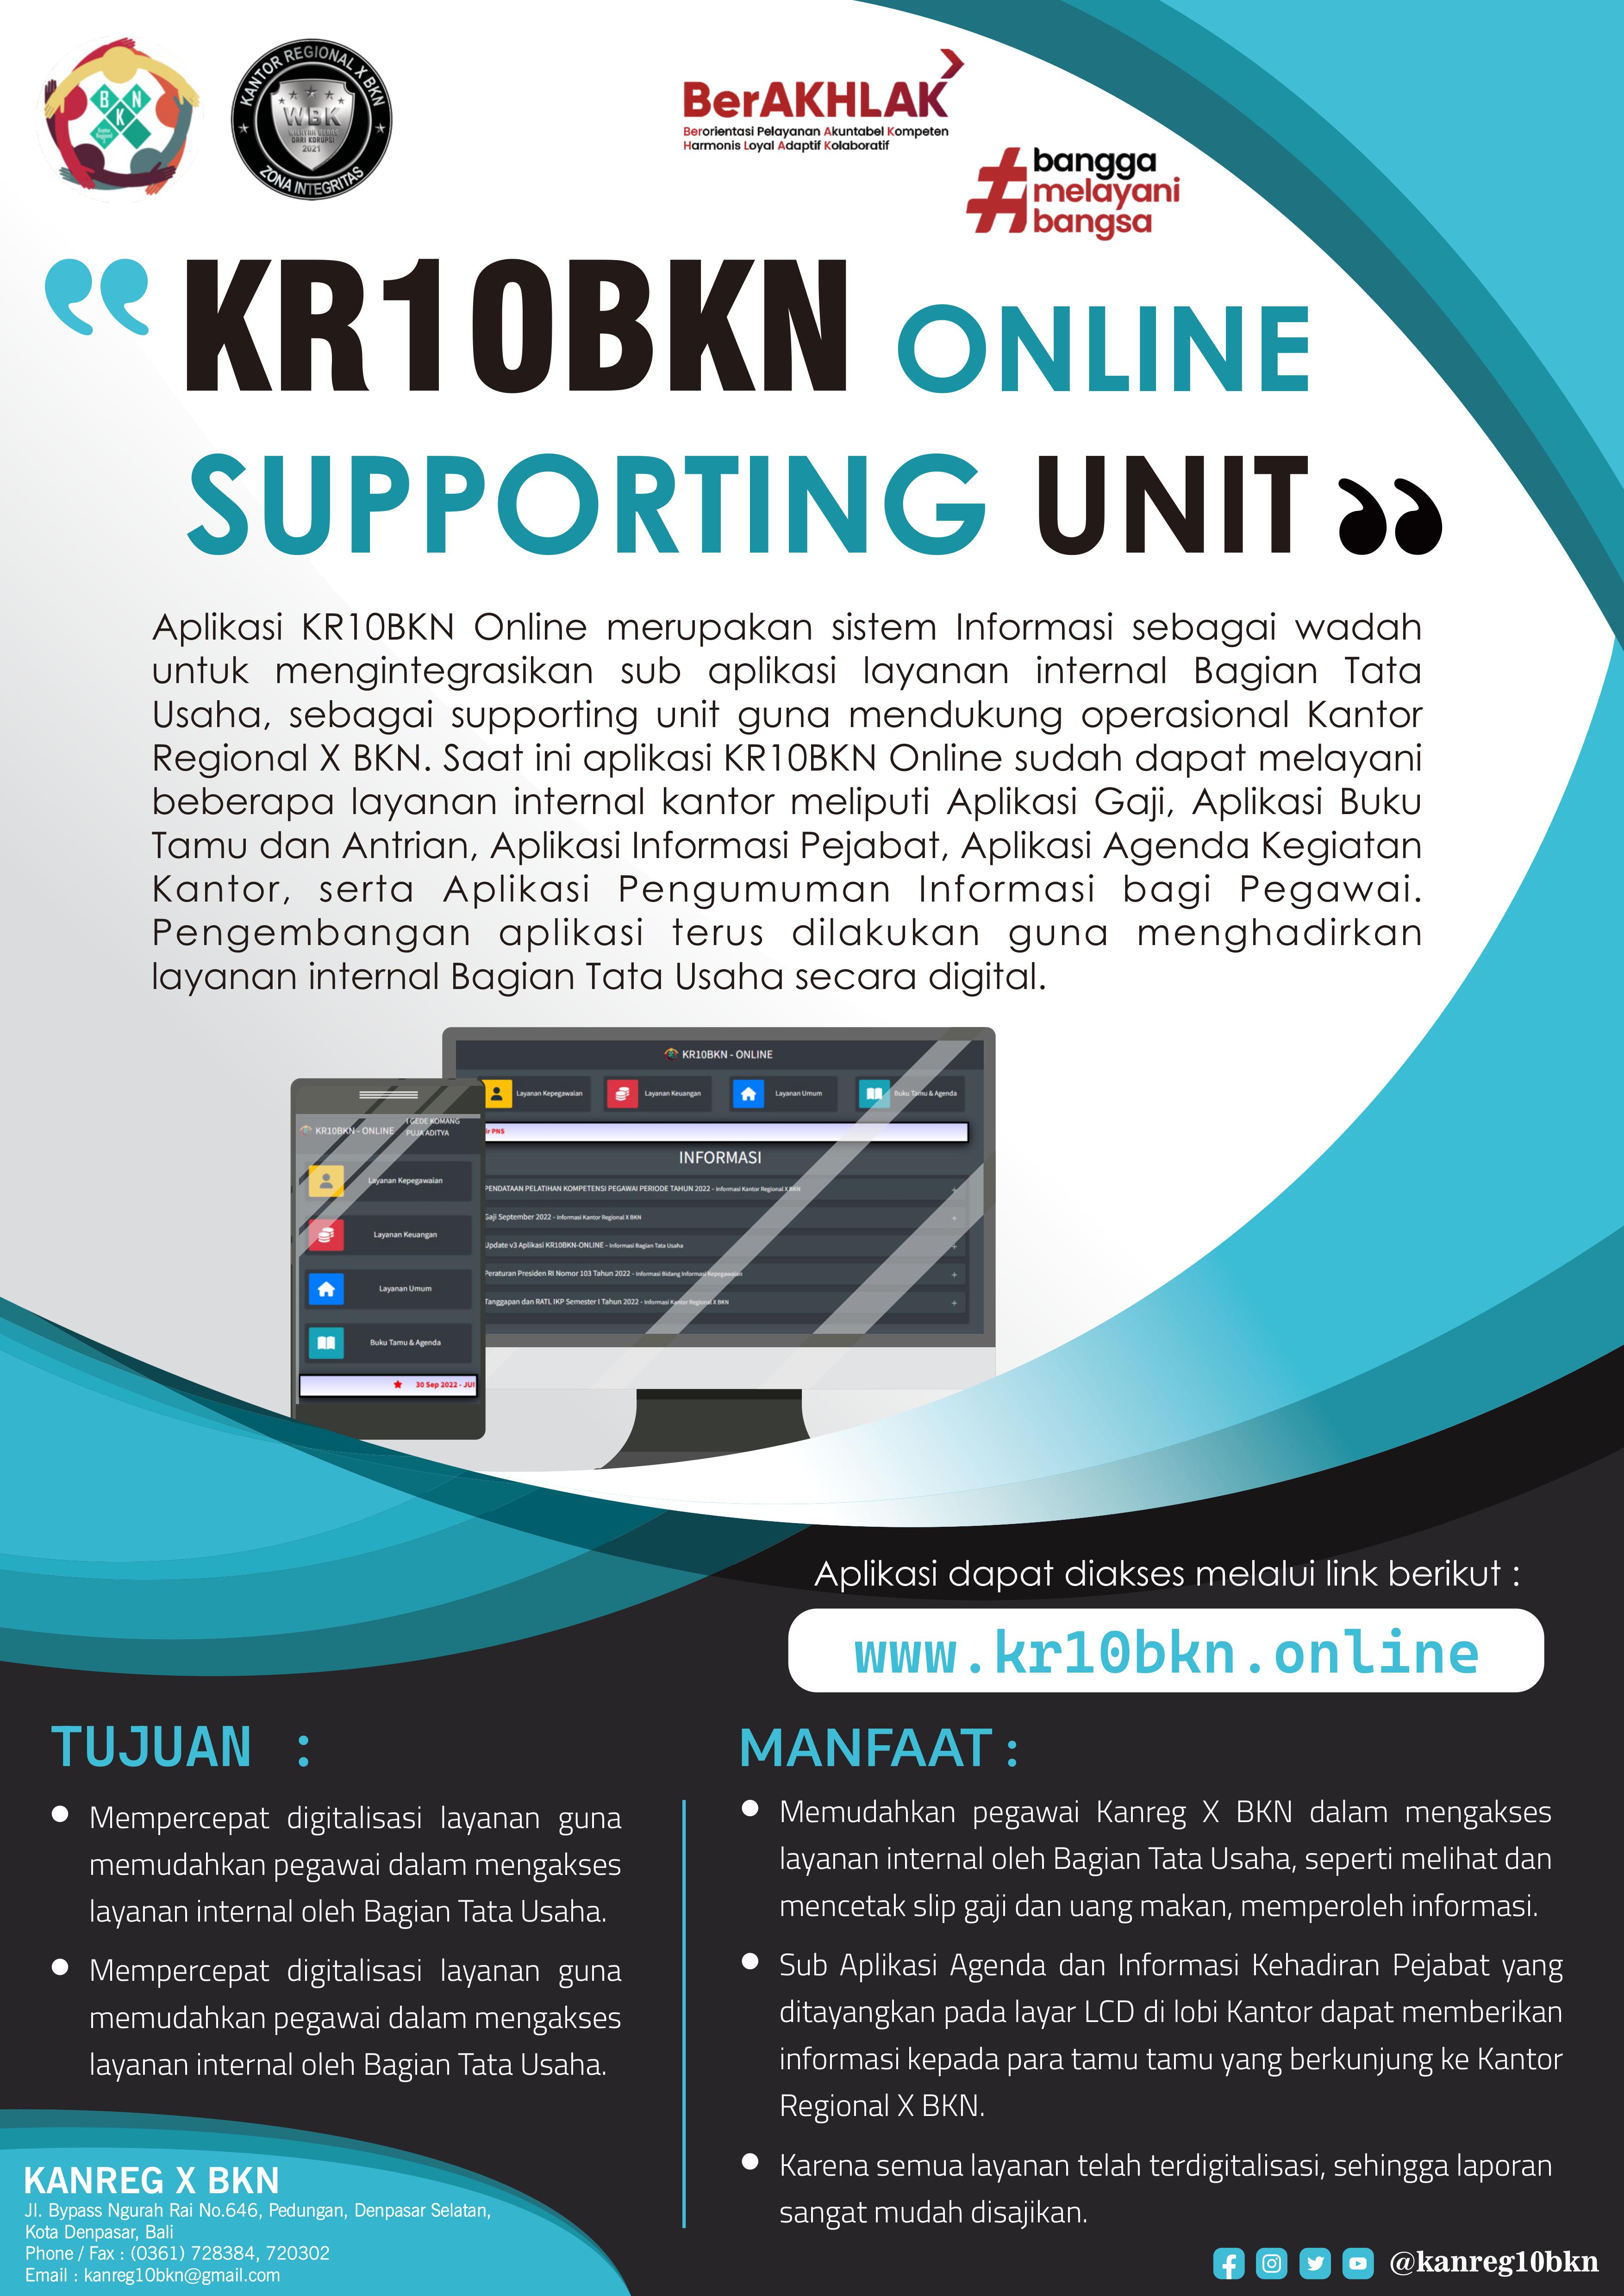 B K N
Kantor
Regional
X
KANTOR REGIONAL X BKN
WBK
WILAYAH BEBAS
DARI KORUPSI
2021
ZONA INTEGRITAS
BerAKHLAK
Berorientasi Pelayanan Akuntabel Kompeten
Harmonis Loyal Adaptif Kolaboratif
#bangga
melayani
bangsa
“KR10BKN ONLINE
SUPPORTING UNIT”
Aplikasi KR10BKN Online merupakan sistem Informasi sebagai wadah
untuk mengintegrasikan sub aplikasi layanan internal Bagian Tata
Usaha, sebagai supporting unit guna mendukung operasional Kantor
Regional X BKN. Saat ini aplikasi KR10BKN Online sudah dapat melayani
beberapa layanan internal kantor meliputi Aplikasi Gaji, Aplikasi Buku
Tamu dan Antrian, Aplikasi Informasi Pejabat, Aplikasi Agenda Kegiatan
Kantor, serta Aplikasi Pengumuman Informasi bagi Pegawai.
Pengembangan aplikasi terus dilakukan guna menghadirkan
layanan internal Bagian Tata Usaha secara digital.
KR10BKN - ONLINE
Layanan Kepegawaian Layanan Keuangan Layanan Umum Buku Tamu & Agenda
ir PNS
INFORMASI
PENDATAAN PELATIHAN KOMPETENSI PEGAWAI PERIODE TAHUN 2022 - Informasi Kantor Regional X BKN +
Gaji September 2022 - Informasi Kantor Regional X BKN +
Update v3 Aplikasi KR10BKN-ONLINE - Informasi Bagian Tata Usaha +
Peraturan Presiden RI Nomor 103 Tahun 2022 - Informasi Bidang Informasi Kepegawaian +
Tanggapan dan RATL IKP Semester I Tahun 2022 - Informasi Kantor Regional X BKN +
KR10BKN - ONLINE
I GEDE KOMANG
PUJA ADITYA
Layanan Kepegawaian
Layanan Keuangan
Layanan Umum
Buku Tamu & Agenda
30 Sep 2022 - JU
Aplikasi dapat diakses melalui link berikut :
www.kr10bkn.online
TUJUAN :
● Mempercepat digitalisasi layanan guna
memudahkan pegawai dalam mengakses
layanan internal oleh Bagian Tata Usaha.
● Mempercepat digitalisasi layanan guna
memudahkan pegawai dalam mengakses
layanan internal oleh Bagian Tata Usaha.
MANFAAT :
● Memudahkan pegawai Kanreg X BKN dalam mengakses
layanan internal oleh Bagian Tata Usaha, seperti melihat dan
mencetak slip gaji dan uang makan, memperoleh informasi.
● Sub Aplikasi Agenda dan Informasi Kehadiran Pejabat yang
ditayangkan pada layar LCD di lobi Kantor dapat memberikan
informasi kepada para tamu tamu yang berkunjung ke Kantor
Regional X BKN.
● Karena semua layanan telah terdigitalisasi, sehingga laporan
sangat mudah disajikan.
KANREG X BKN
Jl. Bypass Ngurah Rai No.646, Pedungan, Denpasar Selatan,
Kota Denpasar, Bali
Phone / Fax : (0361) 728384, 720302
Email : kanreg10bkn@gmail.com
@kanreg10bkn